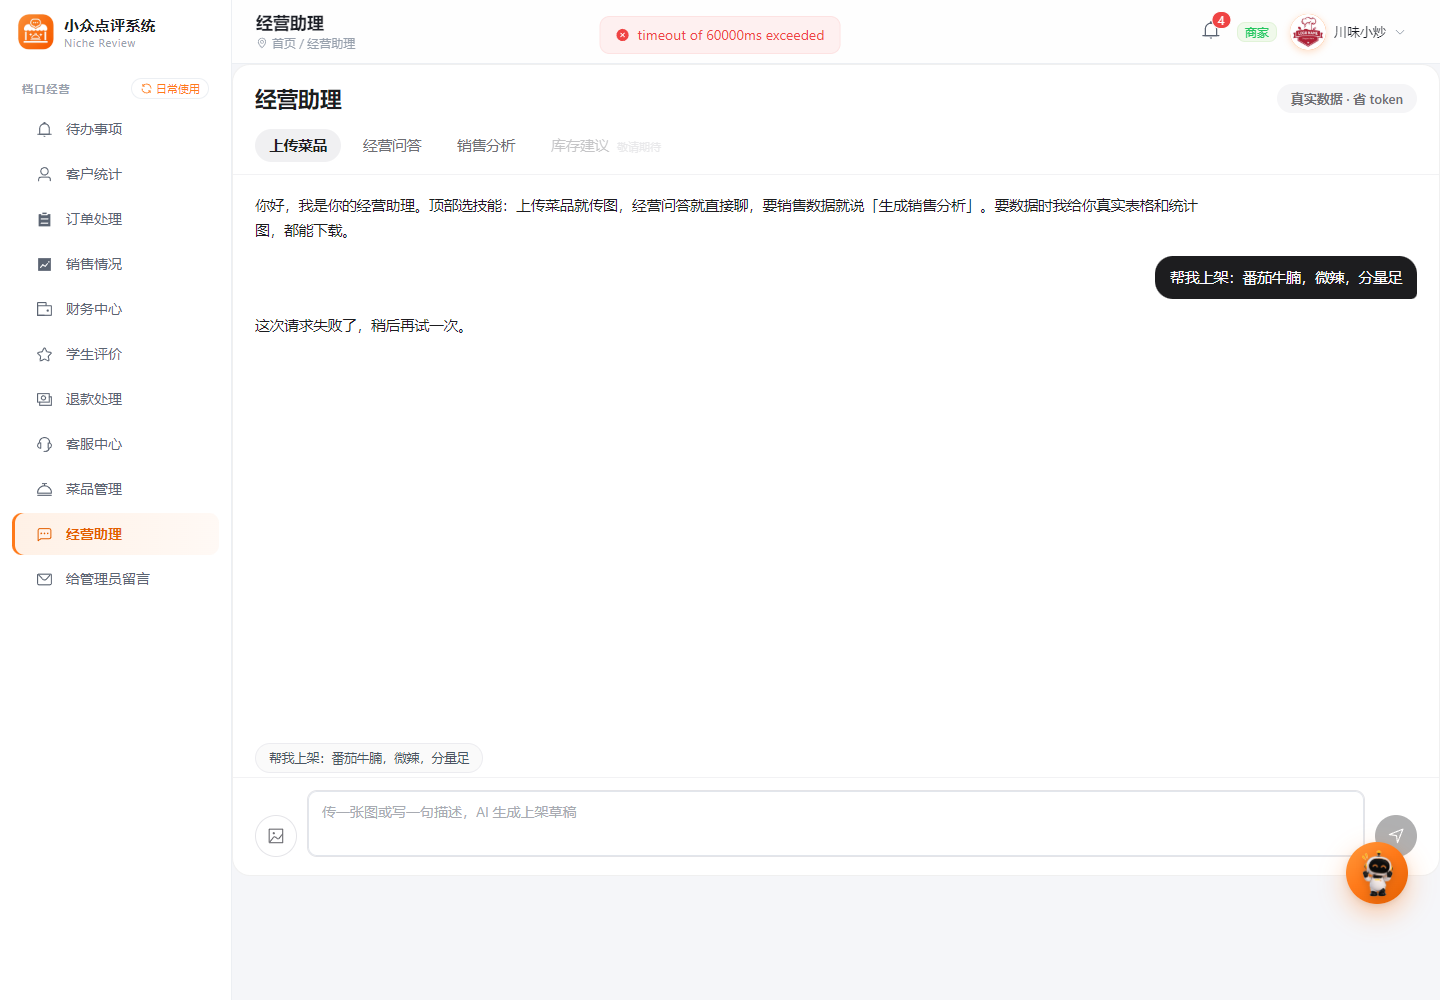 小众点评系统
Niche Review
档口经营
日常使用
待办事项
客户统计
订单处理
销售情况
财务中心
学生评价
退款处理
客服中心
菜品管理
经营助理
给管理员留言
经营助理
首页 / 经营助理
timeout of 60000ms exceeded
4
商家
川味小炒
经营助理
真实数据 · 省 token
上传菜品
经营问答
销售分析
库存建议 敬请期待
你好，我是你的经营助理。顶部选技能：上传菜品就传图，经营问答就直接聊，要销售数据就说「生成销售分析」。要数据时我给你真实表格和统计
图，都能下载。
帮我上架：番茄牛腩，微辣，分量足
这次请求失败了，稍后再试一次。
帮我上架：番茄牛腩，微辣，分量足
传一张图或写一句描述，AI 生成上架草稿